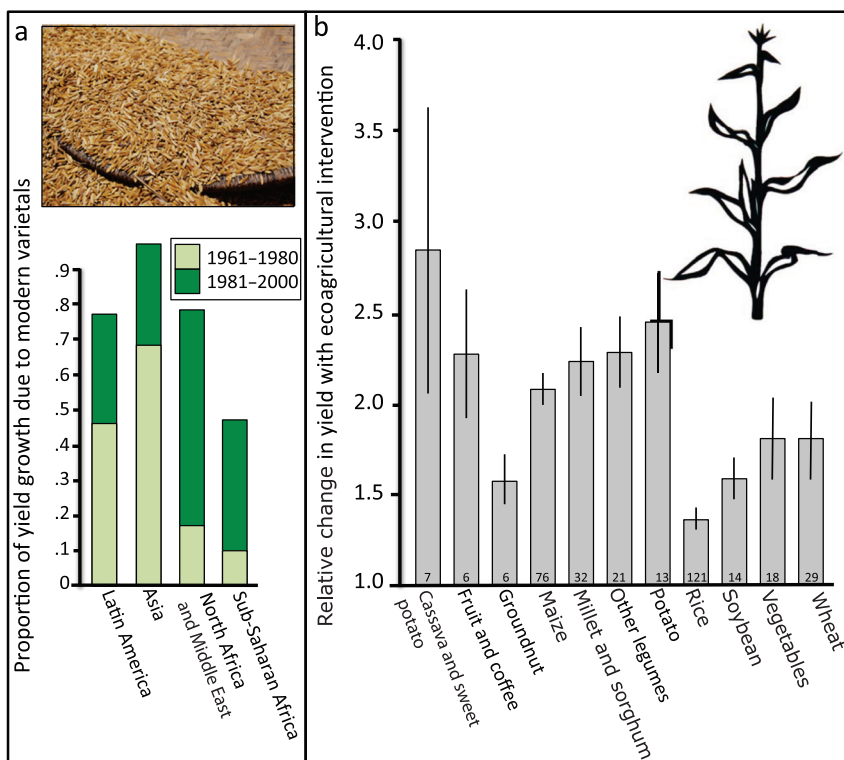 a
Proportion of yield growth due to modern varietals
1961–1980
1981–2000
.9
.8
.7
.6
.5
.4
.3
.2
.1
0
Latin America
Asia
North Africa
and Middle East
Sub-Saharan Africa
b
Relative change in yield with ecoagricultural intervention
4.0
3.5
3.0
2.5
2.0
1.5
1.0
7
6
6
76
32
21
13
121
14
18
29
Cassava and sweet
potato
Fruit and coffee
Groundnut
Maize
Millet and sorghum
Other legumes
Potato
Rice
Soybean
Vegetables
Wheat